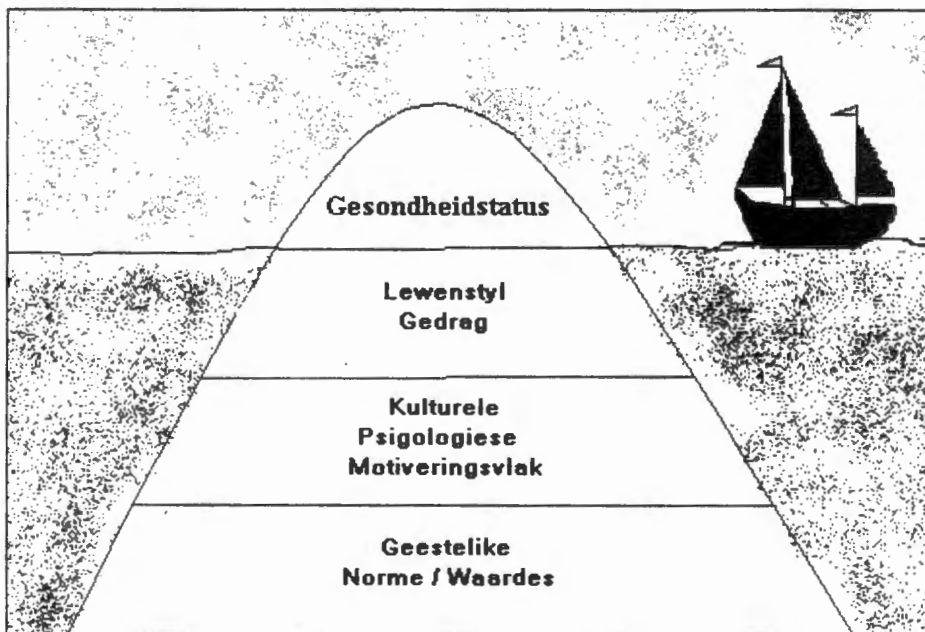 Gesondheidstatus
Lewenstyl
Gedrag
Kulturele
Psigologiese
Motiveringsvlak
Geestelike
Norme / Waardes